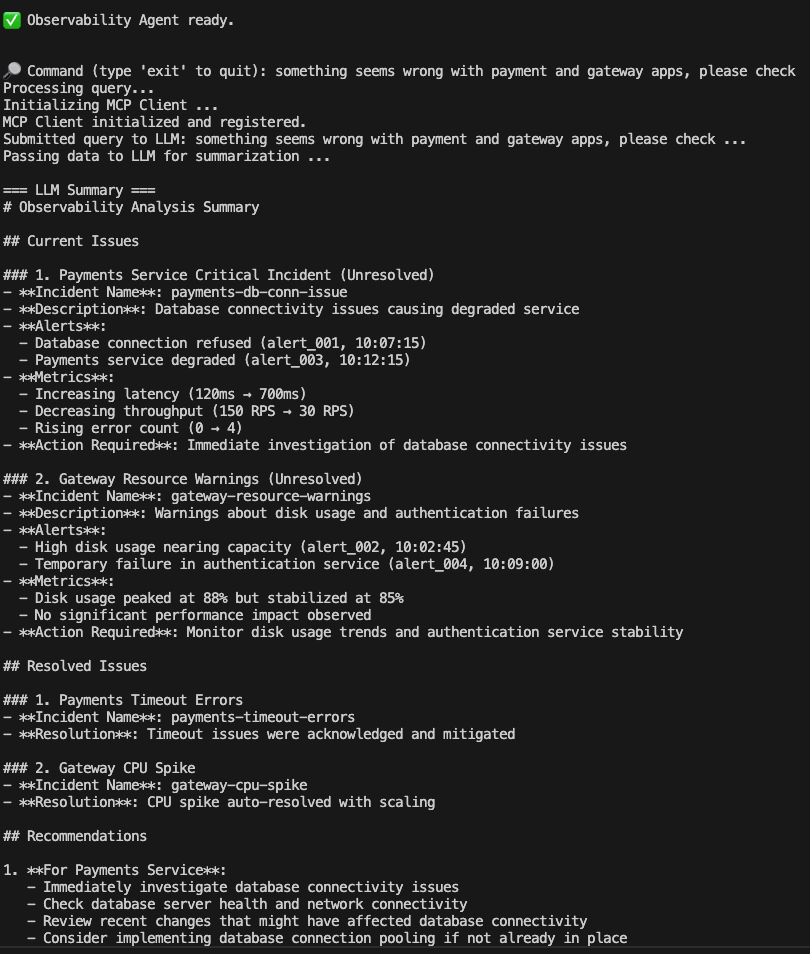 ✅ Observability Agent ready.
🔎 Command (type 'exit' to quit): something seems wrong with payment and gateway apps, please check
Processing query...
Initializing MCP Client ...
MCP Client initialized and registered.
Submitted query to LLM: something seems wrong with payment and gateway apps, please check ...
Passing data to LLM for summarization ...
=== LLM Summary ===
# Observability Analysis Summary
## Current Issues
### 1. Payments Service Critical Incident (Unresolved)
- **Incident Name**: payments-db-conn-issue
- **Description**: Database connectivity issues causing degraded service
- **Alerts**:
  - Database connection refused (alert_001, 10:07:15)
  - Payments service degraded (alert_003, 10:12:15)
- **Metrics**:
  - Increasing latency (120ms → 700ms)
  - Decreasing throughput (150 RPS → 30 RPS)
  - Rising error count (0 → 4)
- **Action Required**: Immediate investigation of database connectivity issues
### 2. Gateway Resource Warnings (Unresolved)
- **Incident Name**: gateway-resource-warnings
- **Description**: Warnings about disk usage and authentication failures
- **Alerts**:
  - High disk usage nearing capacity (alert_002, 10:02:45)
  - Temporary failure in authentication service (alert_004, 10:09:00)
- **Metrics**:
  - Disk usage peaked at 88% but stabilized at 85%
  - No significant performance impact observed
- **Action Required**: Monitor disk usage trends and authentication service stability
## Resolved Issues
### 1. Payments Timeout Errors
- **Incident Name**: payments-timeout-errors
- **Resolution**: Timeout issues were acknowledged and mitigated
### 2. Gateway CPU Spike
- **Incident Name**: gateway-cpu-spike
- **Resolution**: CPU spike auto-resolved with scaling
## Recommendations
1. **For Payments Service**:
   - Immediately investigate database connectivity issues
   - Check database server health and network connectivity
   - Review recent changes that might have affected database connectivity
   - Consider implementing database connection pooling if not already in place